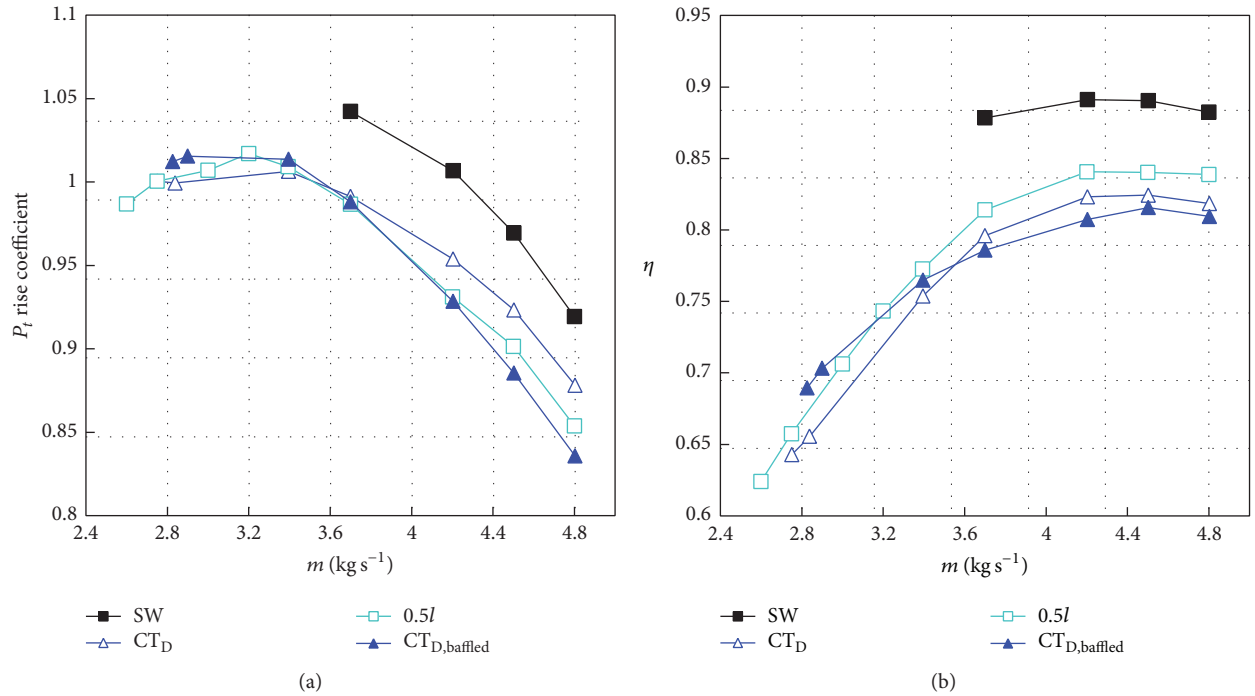 1.1
1.05
1
0.95
0.9
0.85
0.8
P_t rise coefficient
2.4 2.8 3.2 3.6 4 4.4 4.8
m (kg s⁻¹)
SW 0.5l
CT_D CT_D,baffled
(a)
0.95
0.9
0.85
0.8
0.75
0.7
0.65
0.6
η
2.4 2.8 3.2 3.6 4 4.4 4.8
m (kg s⁻¹)
SW 0.5l
CT_D CT_D,baffled
(b)